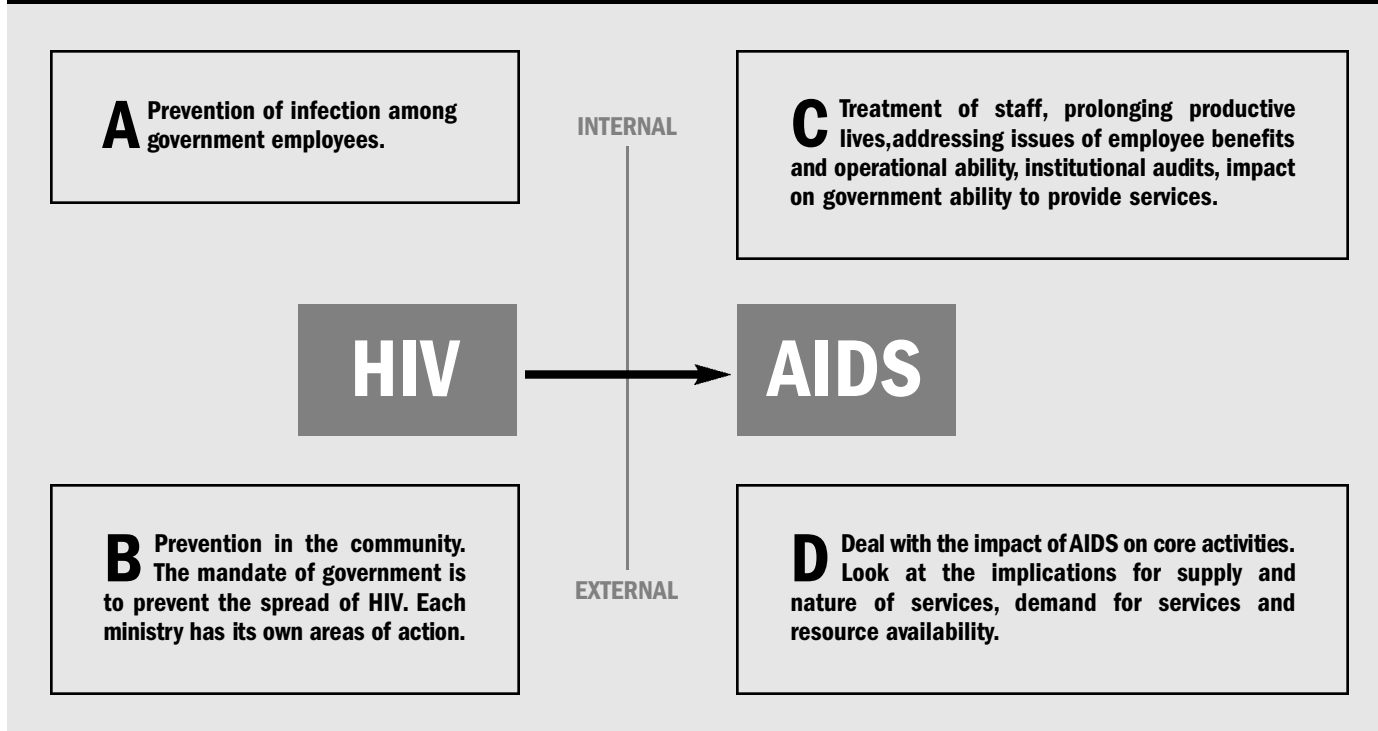 A Prevention of infection among
government employees.
INTERNAL
C Treatment of staff, prolonging productive
lives,addressing issues of employee benefits
and operational ability, institutional audits, impact
on government ability to provide services.
HIV
AIDS
B Prevention in the community.
The mandate of government is
to prevent the spread of HIV. Each
ministry has its own areas of action.
EXTERNAL
D Deal with the impact of AIDS on core activities.
Look at the implications for supply and
nature of services, demand for services and
resource availability.